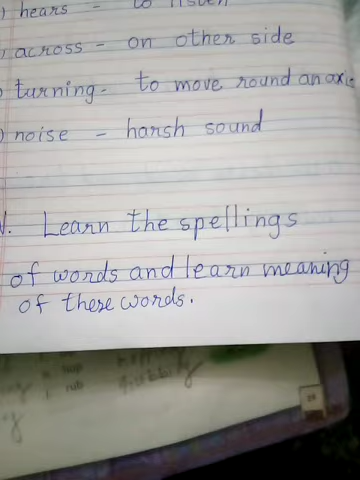 ) hears - to listen
) across - on other side
) turning - to move round an axis
) noise - harsh sound
. Learn the spellings
of words and learn meaning
of these words.